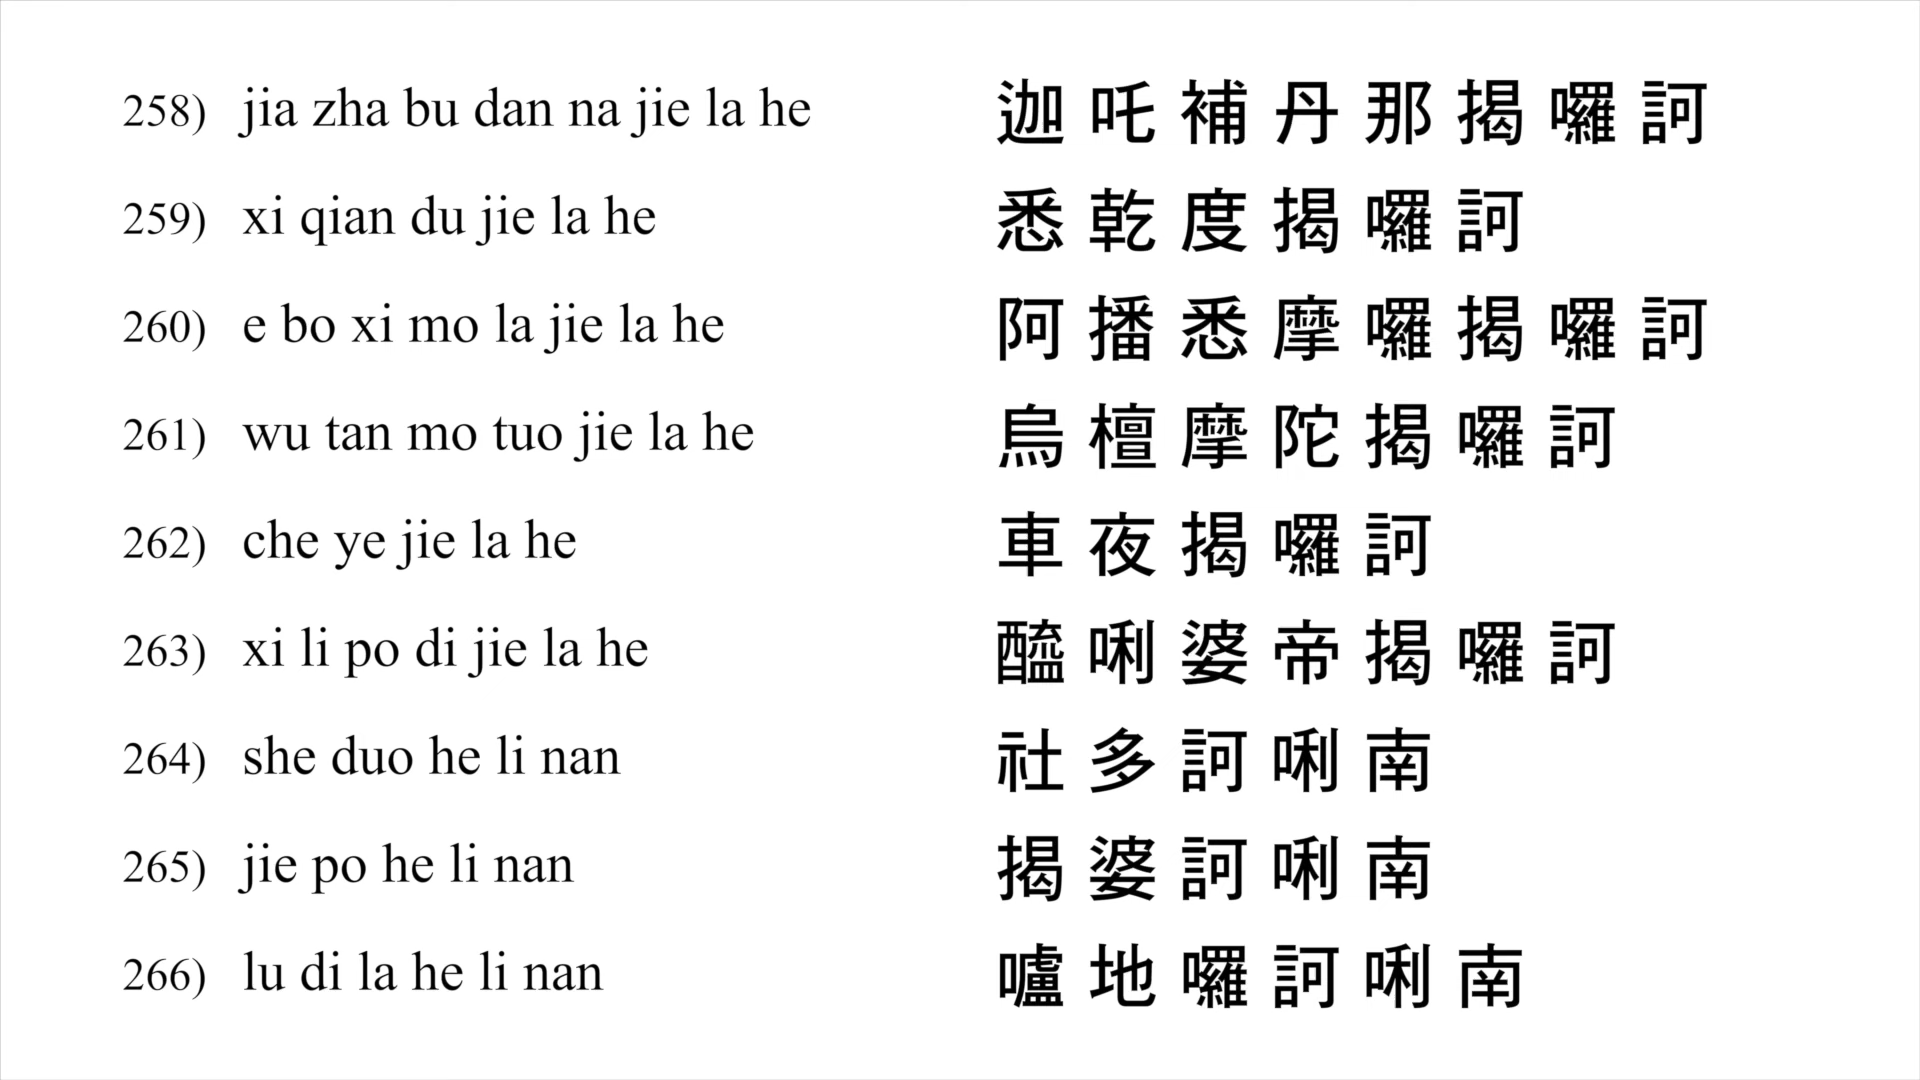 258) jia zha bu dan na jie la he 迦吒補丹那揭囉訶
259) xi qian du jie la he 悉乾度揭囉訶
260) e bo xi mo la jie la he 阿播悉摩囉揭囉訶
261) wu tan mo tuo jie la he 烏檀摩陀揭囉訶
262) che ye jie la he 車夜揭囉訶
263) xi li po di jie la he 醯唎婆帝揭囉訶
264) she duo he li nan 社多訶唎南
265) jie po he li nan 揭婆訶唎南
266) lu di la he li nan 嚧地囉訶唎南